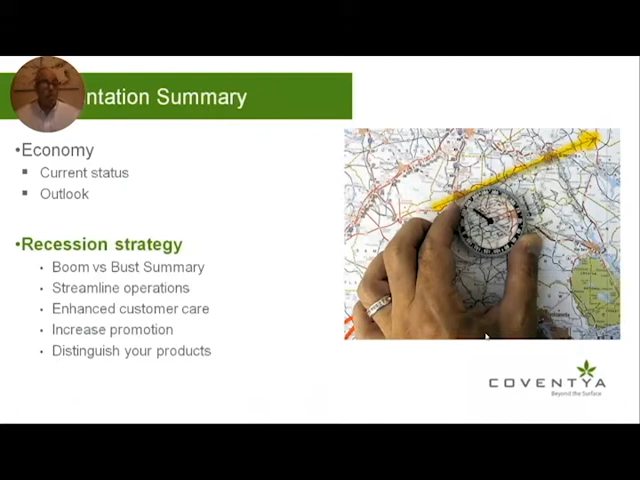 ntation Summary
•Economy
▪ Current status
▪ Outlook
•Recession strategy
• Boom vs Bust Summary
• Streamline operations
• Enhanced customer care
• Increase promotion
• Distinguish your products
COVENTYA
Beyond the Surface